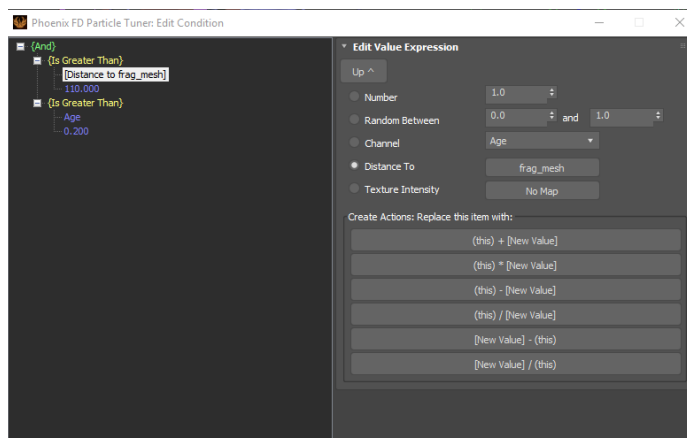 Phoenix FD Particle Tuner: Edit Condition
{And}
{Is Greater Than}
[Distance to frag_mesh]
110.000
{Is Greater Than}
Age
0.200
Edit Value Expression
Up ^
Number 1.0
Random Between 0.0 and 1.0
Channel Age
Distance To frag_mesh
Texture Intensity No Map
Create Actions: Replace this item with:
(this) + [New Value]
(this) * [New Value]
(this) - [New Value]
(this) / [New Value]
[New Value] - (this)
[New Value] / (this)